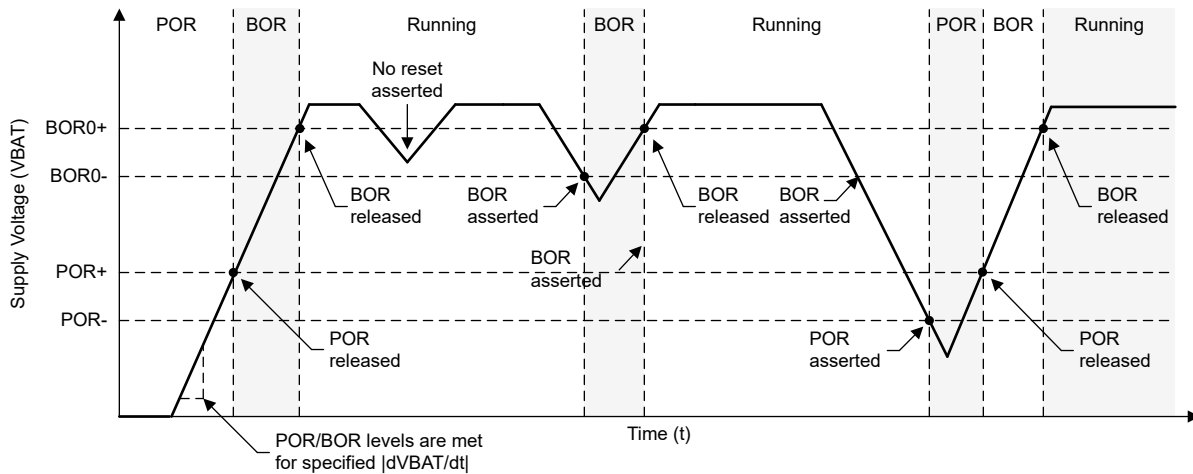 POR
BOR
Running
BOR
Running
POR
BOR
Running
No reset
asserted
Supply Voltage (VBAT)
BOR0+
BOR0-
POR+
POR-
BOR
released
BOR
asserted
BOR
released
BOR
asserted
BOR
released
BOR
asserted
POR
released
POR
asserted
POR
released
Time (t)
POR/BOR levels are met
for specified |dVBAT/dt|